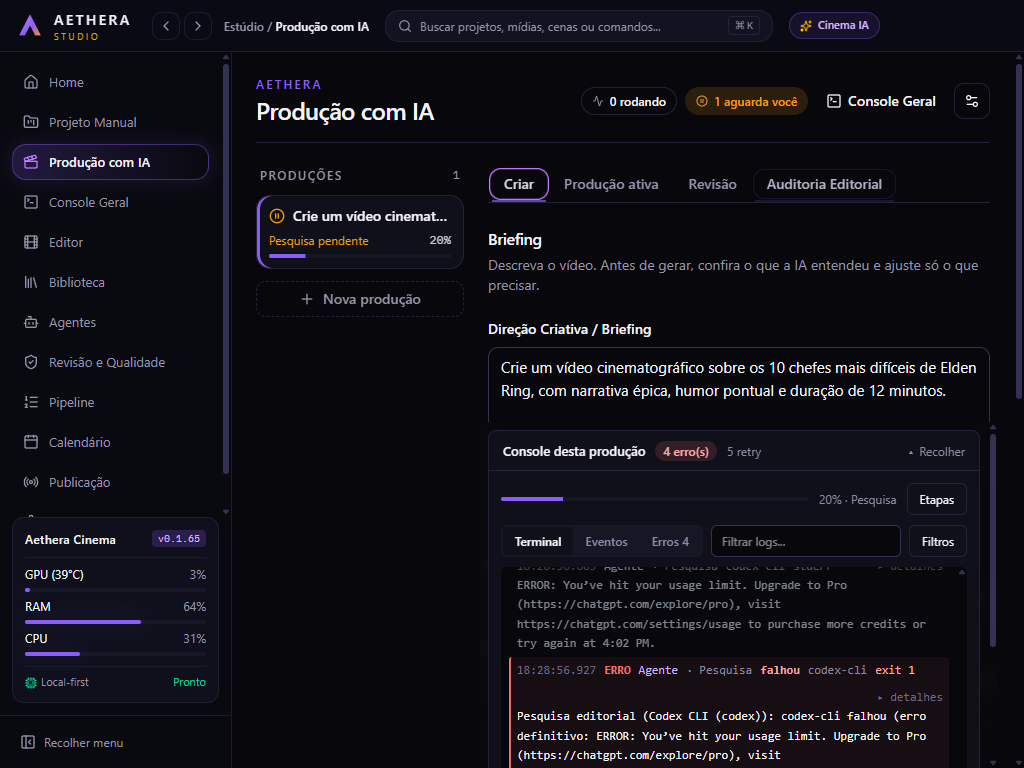 AETHERA
STUDIO
Estúdio / Produção com IA
Buscar projetos, mídias, cenas ou comandos...
⌘ K
Cinema IA
Home
Projeto Manual
Produção com IA
Console Geral
Editor
Biblioteca
Agentes
Revisão e Qualidade
Pipeline
Calendário
Publicação
Aethera Cinema
v0.1.65
GPU (39°C)
3%
RAM
64%
CPU
31%
Local-first
Pronto
Recolher menu
AETHERA
Produção com IA
0 rodando
1 aguarda você
Console Geral
PRODUÇÕES
1
Crie um vídeo cinemat...
Pesquisa pendente
20%
+ Nova produção
Criar
Produção ativa
Revisão
Auditoria Editorial
Briefing
Descreva o vídeo. Antes de gerar, confira o que a IA entendeu e ajuste só o que
precisar.
Direção Criativa / Briefing
Crie um vídeo cinematográfico sobre os 10 chefes mais difíceis de Elden
Ring, com narrativa épica, humor pontual e duração de 12 minutos.
Console desta produção
4 erro(s)
5 retry
Recolher
20% · Pesquisa
Etapas
Terminal
Eventos
Erros 4
Filtrar logs...
Filtros
Agente · Pesquisa codex-cli stderr
detalhes
ERROR: You’ve hit your usage limit. Upgrade to Pro
(https://chatgpt.com/explore/pro), visit
https://chatgpt.com/settings/usage to purchase more credits or
try again at 4:02 PM.
18:28:56.927 ERRO Agente · Pesquisa falhou codex-cli exit 1
▸ detalhes
Pesquisa editorial (Codex CLI (codex)): codex-cli falhou (erro
definitivo: ERROR: You’ve hit your usage limit. Upgrade to Pro
(https://chatgpt.com/explore/pro), visit